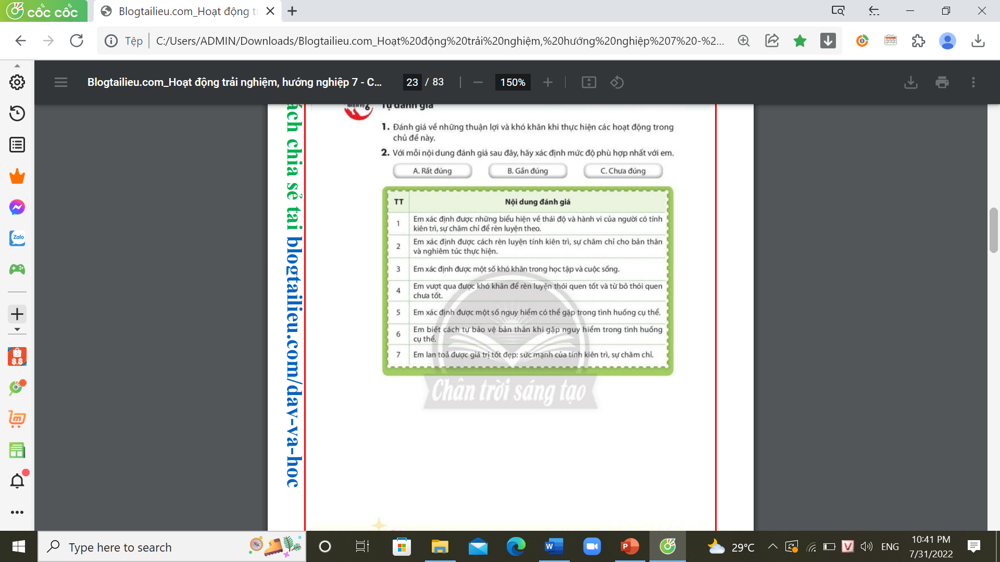 cốc cốc
Blogtailieu.com_Hoạt động t
Tệp
C:/Users/ADMIN/Downloads/Blogtailieu.com_Hoạt%20động%20trải%20nghiệm,%20hướng%20nghiệp%207%20-%2...
Blogtailieu.com_Hoạt động trải nghiệm, hướng nghiệp 7 - C...
23 / 83
150%
ách chia sẻ tại blogtailieu.com/day-va-hoc
NHIỆM VỤ 6
Tự đánh giá
1. Đánh giá về những thuận lợi và khó khăn khi thực hiện các hoạt động trong
chủ đề này.
2. Với mỗi nội dung đánh giá sau đây, hãy xác định mức độ phù hợp nhất với em.
A. Rất đúng
B. Gần đúng
C. Chưa đúng
TT
Nội dung đánh giá
1
Em xác định được những biểu hiện về thái độ và hành vi của người có tính
kiên trì, sự chăm chỉ để rèn luyện theo.
2
Em xác định được cách rèn luyện tính kiên trì, sự chăm chỉ cho bản thân
và nghiêm túc thực hiện.
3
Em xác định được một số khó khăn trong học tập và cuộc sống.
4
Em vượt qua được khó khăn để rèn luyện thói quen tốt và từ bỏ thói quen
chưa tốt.
5
Em xác định được một số nguy hiểm có thể gặp trong tình huống cụ thể.
6
Em biết cách tự bảo vệ bản thân khi gặp nguy hiểm trong tình huống
cụ thể.
7
Em lan toả được giá trị tốt đẹp: sức mạnh của tính kiên trì, sự chăm chỉ.
Chân trời sáng tạo
Zalo
8.8
Type here to search
29°C
ENG
10:41 PM
7/31/2022